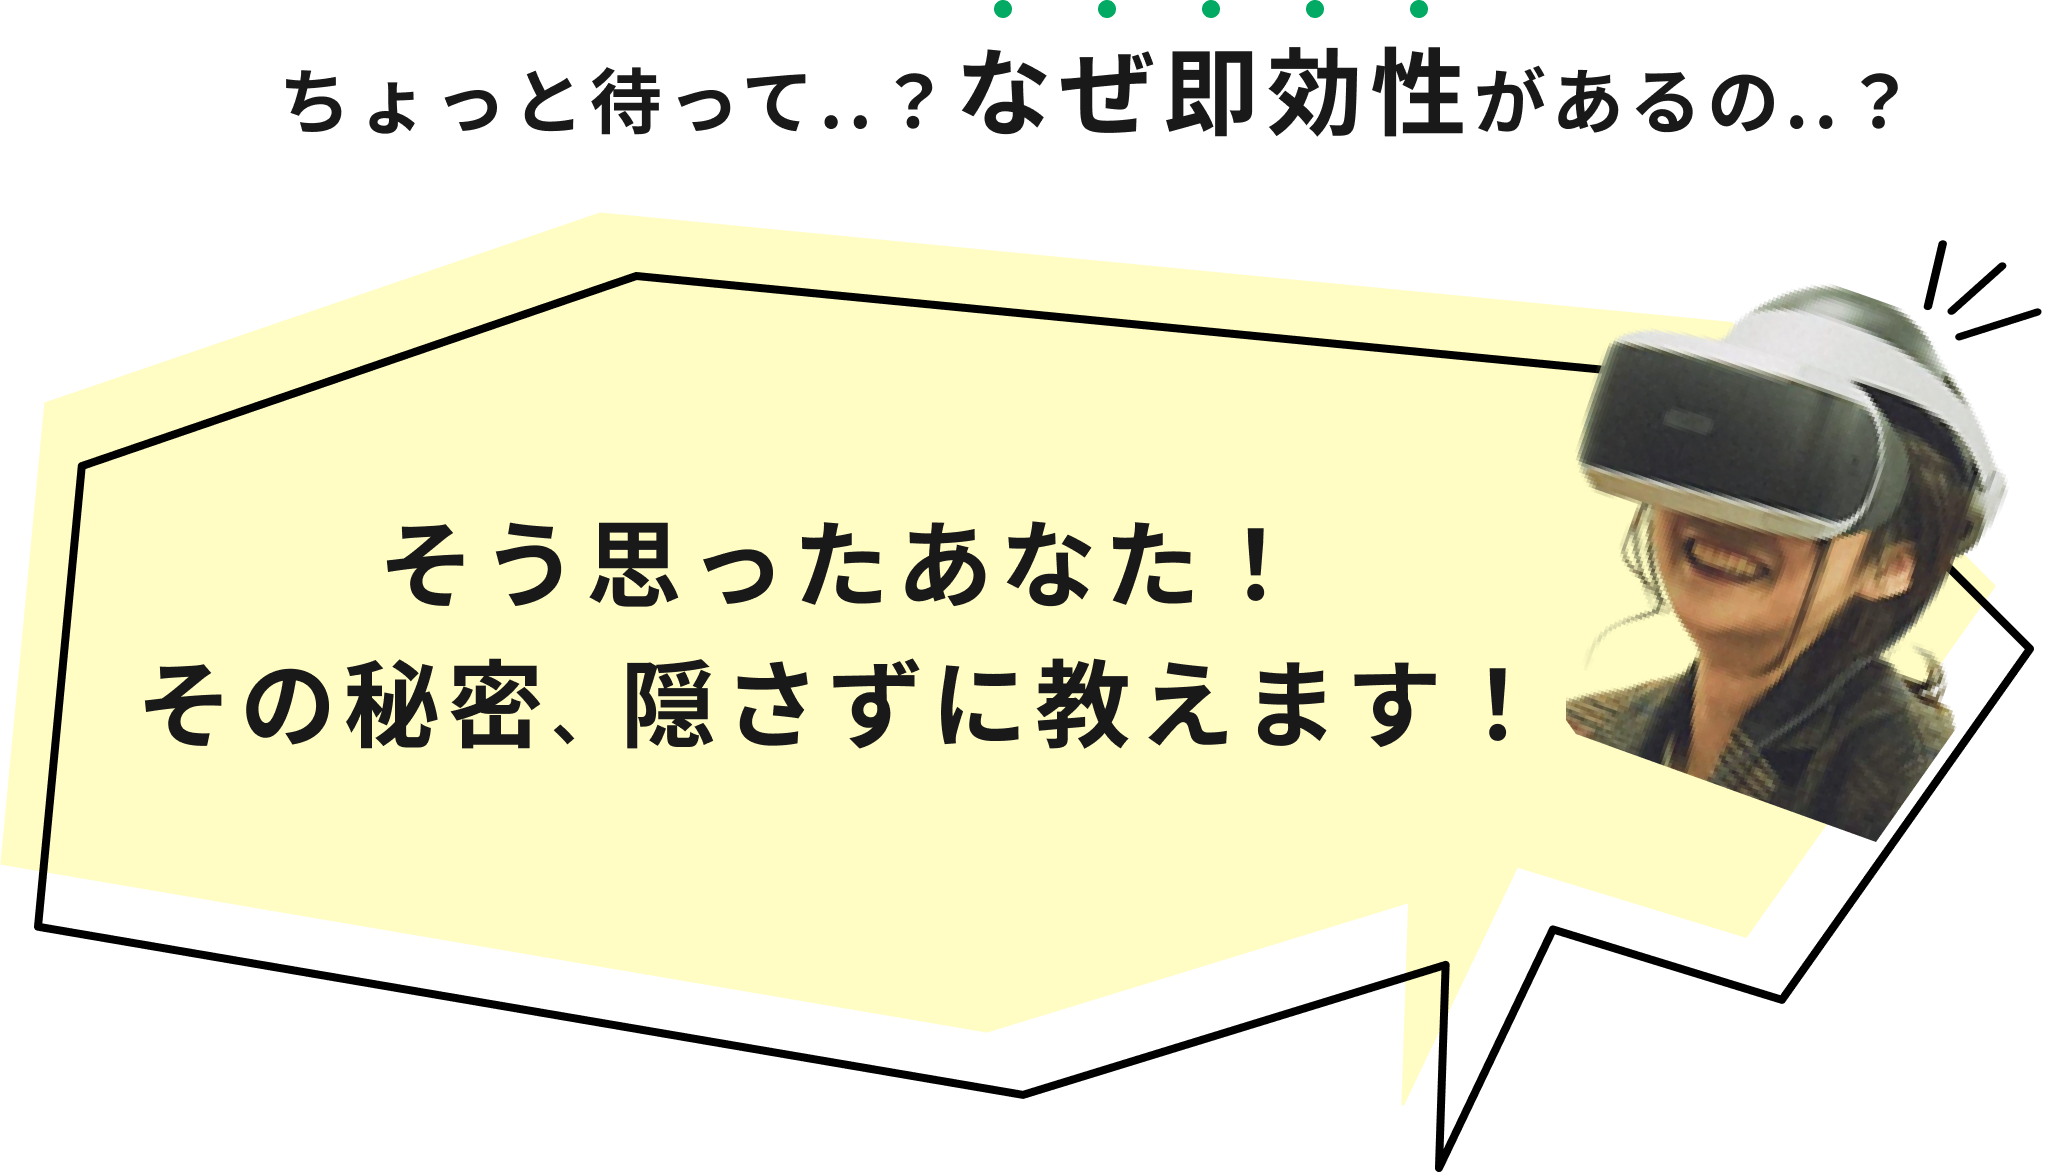 ちょっと待って..？なぜ即効性があるの..？
そう思ったあなた！
その秘密、隠さずに教えます！